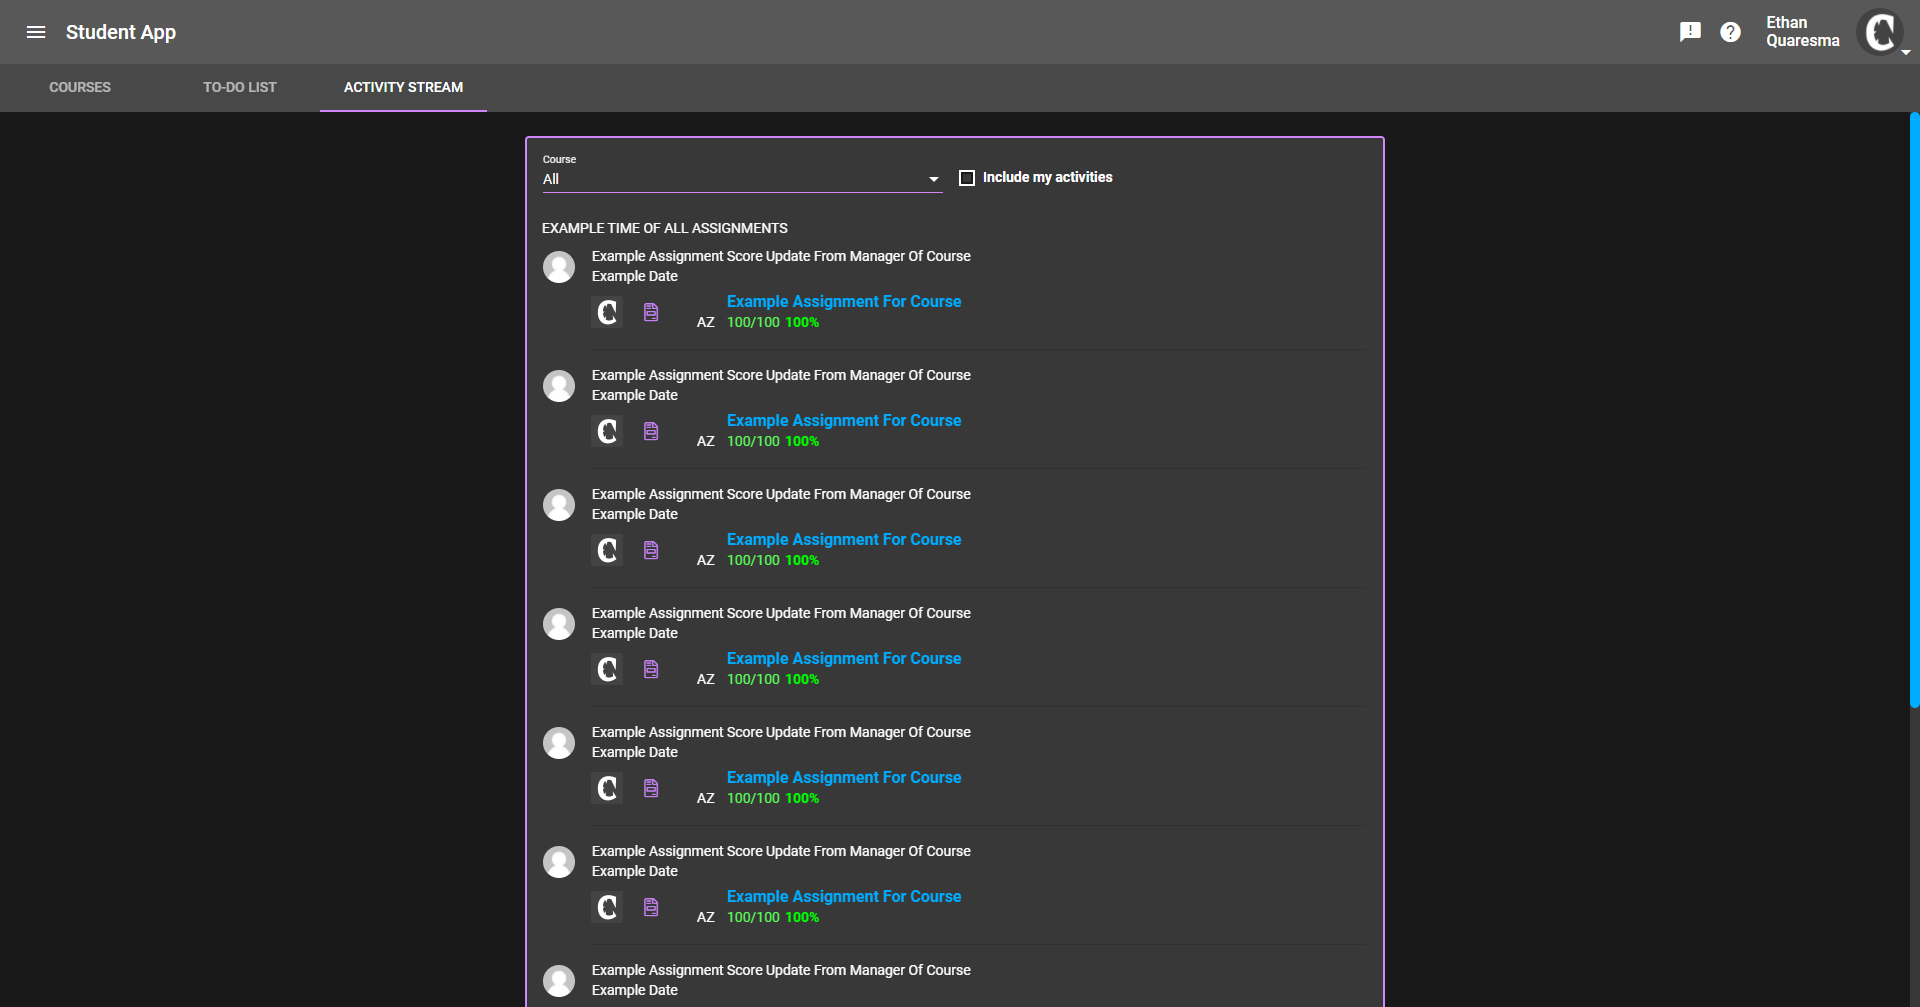 Student App
Ethan
Quaresma
COURSES
TO-DO LIST
ACTIVITY STREAM
Course
All
Include my activities
EXAMPLE TIME OF ALL ASSIGNMENTS
Example Assignment Score Update From Manager Of Course
Example Date
Example Assignment For Course
AZ 100/100 100%
Example Assignment Score Update From Manager Of Course
Example Date
Example Assignment For Course
AZ 100/100 100%
Example Assignment Score Update From Manager Of Course
Example Date
Example Assignment For Course
AZ 100/100 100%
Example Assignment Score Update From Manager Of Course
Example Date
Example Assignment For Course
AZ 100/100 100%
Example Assignment Score Update From Manager Of Course
Example Date
Example Assignment For Course
AZ 100/100 100%
Example Assignment Score Update From Manager Of Course
Example Date
Example Assignment For Course
AZ 100/100 100%
Example Assignment Score Update From Manager Of Course
Example Date